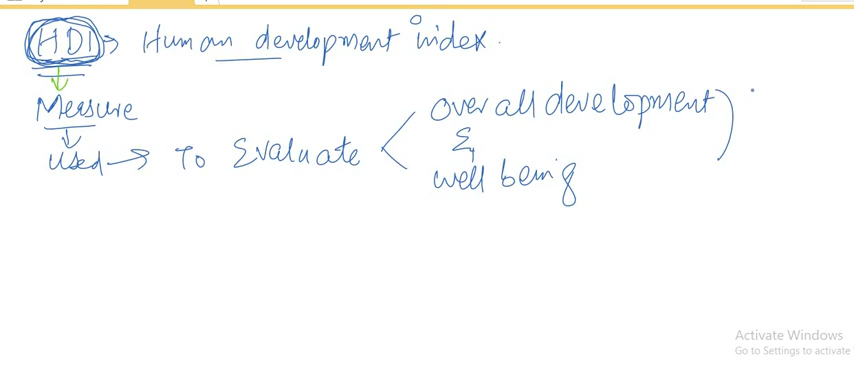 HDI → Human development index.
Measure
overall development
Used → To Evaluate
&
well being
Activate Windows
Go to Settings to activate